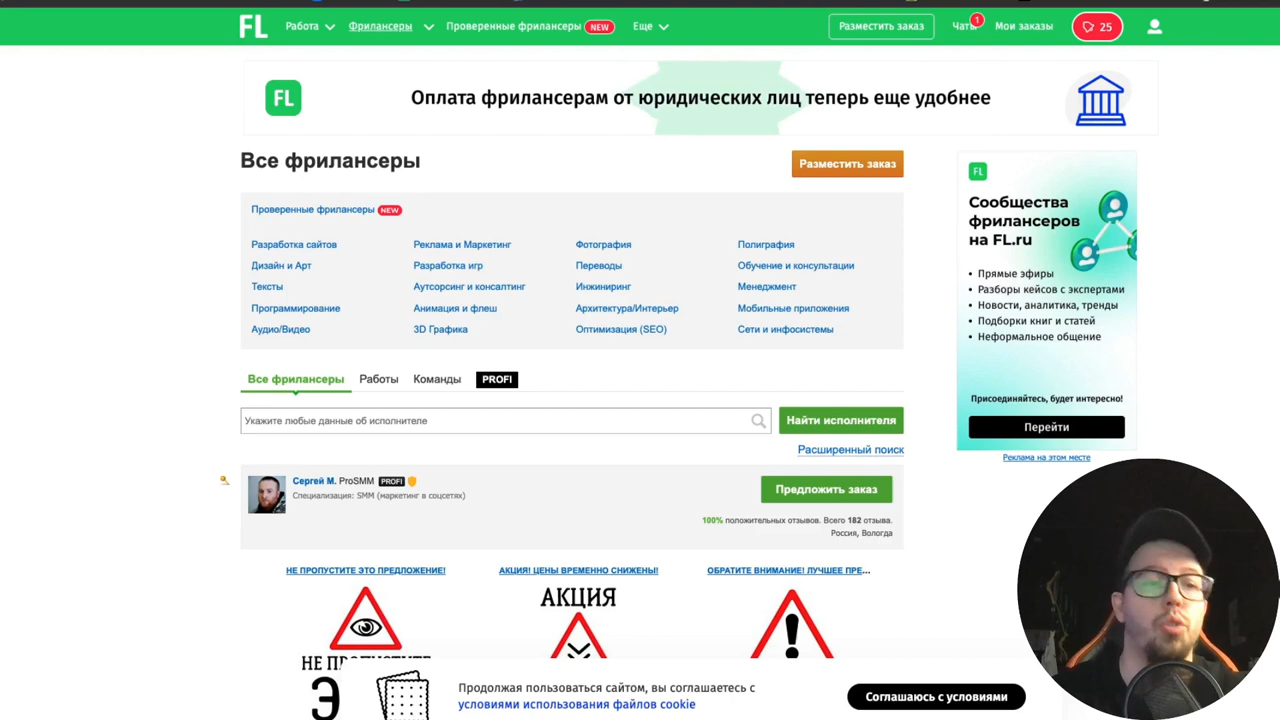 FL
Работа
Фрилансеры
Проверенные фрилансеры NEW
Еще
Разместить заказ
Чаты 1
Мои заказы
25
FL
Оплата фрилансерам от юридических лиц теперь еще удобнее
Все фрилансеры
Разместить заказ
Проверенные фрилансеры NEW
Разработка сайтов
Дизайн и Арт
Тексты
Программирование
Аудио/Видео
Реклама и Маркетинг
Разработка игр
Аутсорсинг и консалтинг
Анимация и флеш
3D Графика
Фотография
Переводы
Инжиниринг
Архитектура/Интерьер
Оптимизация (SEO)
Полиграфия
Обучение и консультации
Менеджмент
Мобильные приложения
Сети и инфосистемы
FL
Сообщества
фрилансеров
на FL.ru
• Прямые эфиры
• Разборы кейсов с экспертами
• Новости, аналитика, тренды
• Подборки книг и статей
• Неформальное общение
Присоединяйтесь, будет интересно!
Перейти
Реклама на этом месте
Все фрилансеры
Работы
Команды
PROFI
Укажите любые данные об исполнителе
Найти исполнителя
Расширенный поиск
Сергей М. ProSMM PROFI
Специализация: SMM (маркетинг в соцсетях)
Предложить заказ
100% положительных отзывов. Всего 182 отзыва.
Россия, Вологда
НЕ ПРОПУСТИТЕ ЭТО ПРЕДЛОЖЕНИЕ!
АКЦИЯ! ЦЕНЫ ВРЕМЕННО СНИЖЕНЫ!
ОБРАТИТЕ ВНИМАНИЕ! ЛУЧШЕЕ ПРЕ...
АКЦИЯ
!
НЕ ПРОПУСТИТЕ
Э
Продолжая пользоваться сайтом, вы соглашаетесь с
условиями использования файлов cookie
Соглашаюсь с условиями